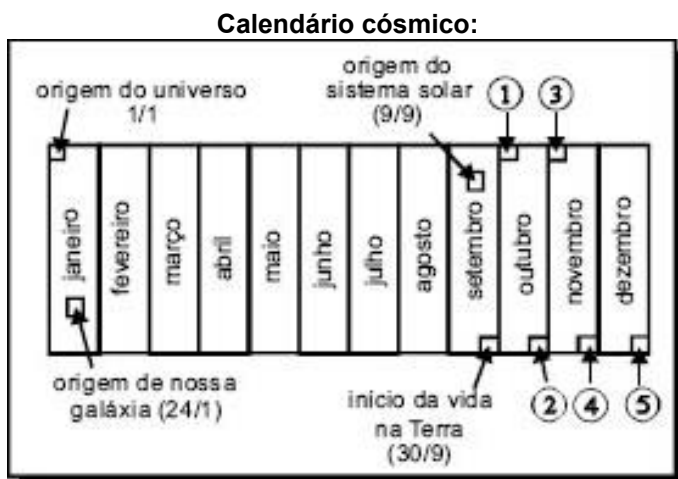 Calendário cósmico:
origem do universo
1/1
origem do
sistema solar
(9/9)
1
3
janeiro
fevereiro
março
abril
maio
junho
julho
agosto
setembro
outubro
novembro
dezembro
origem de nossa
galáxia (24/1)
início da vida
na Terra
(30/9)
2
4
5